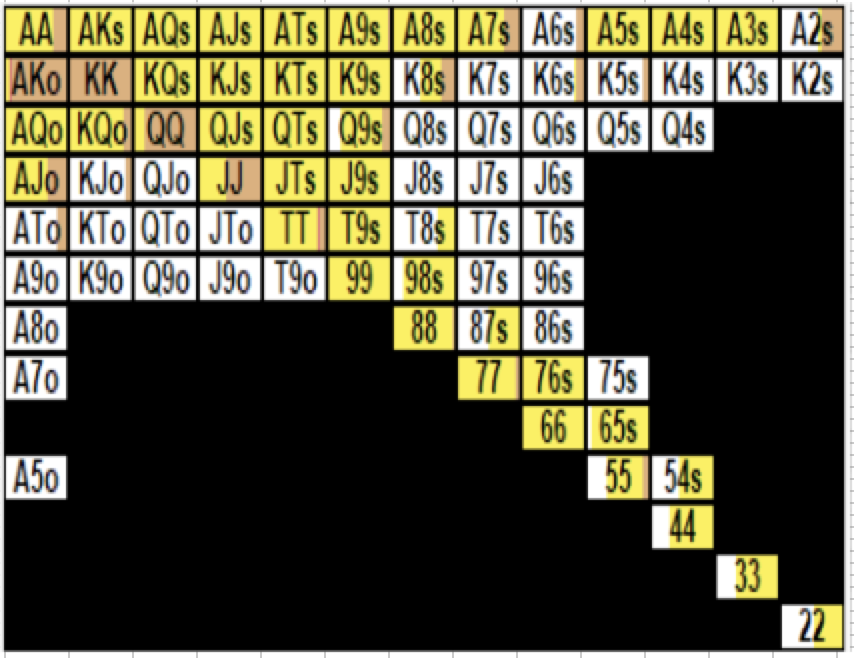 AA AKs AQs AJs ATs A9s A8s A7s A6s A5s A4s A3s A2s
AKo KK KQs KJs KTs K9s K8s K7s K6s K5s K4s K3s K2s
AQo KQo QQ QJs QTs Q9s Q8s Q7s Q6s Q5s Q4s
AJo KJo QJo JJ JTs J9s J8s J7s J6s
ATo KTo QTo JTo TT T9s T8s T7s T6s
A9o K9o Q9o J9o T9o 99 98s 97s 96s
A8o 88 87s 86s
A7o 77 76s 75s
66 65s
A5o 55 54s
44
33
22